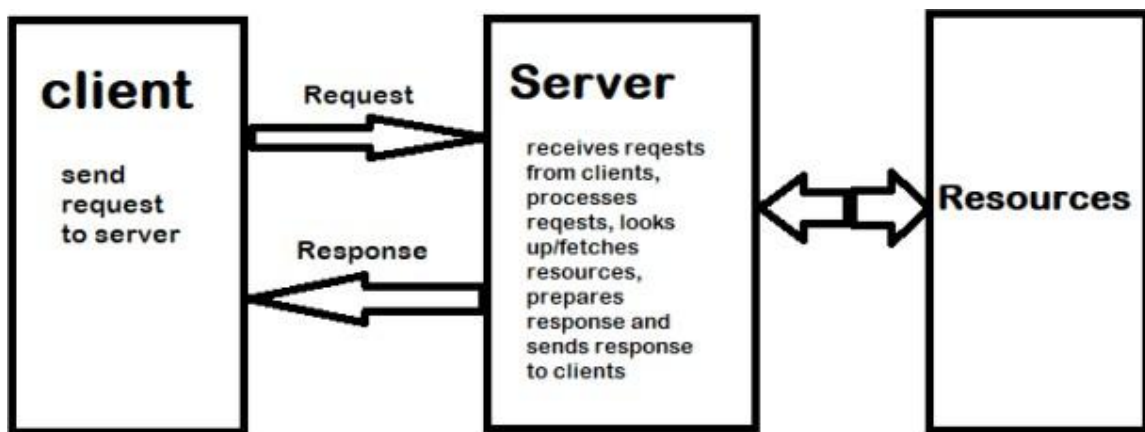 client
send
request
to server
Request
Response
Server
receives reqests
from clients,
processes
reqests, looks
up/fetches
resources,
prepares
response and
sends response
to clients
Resources